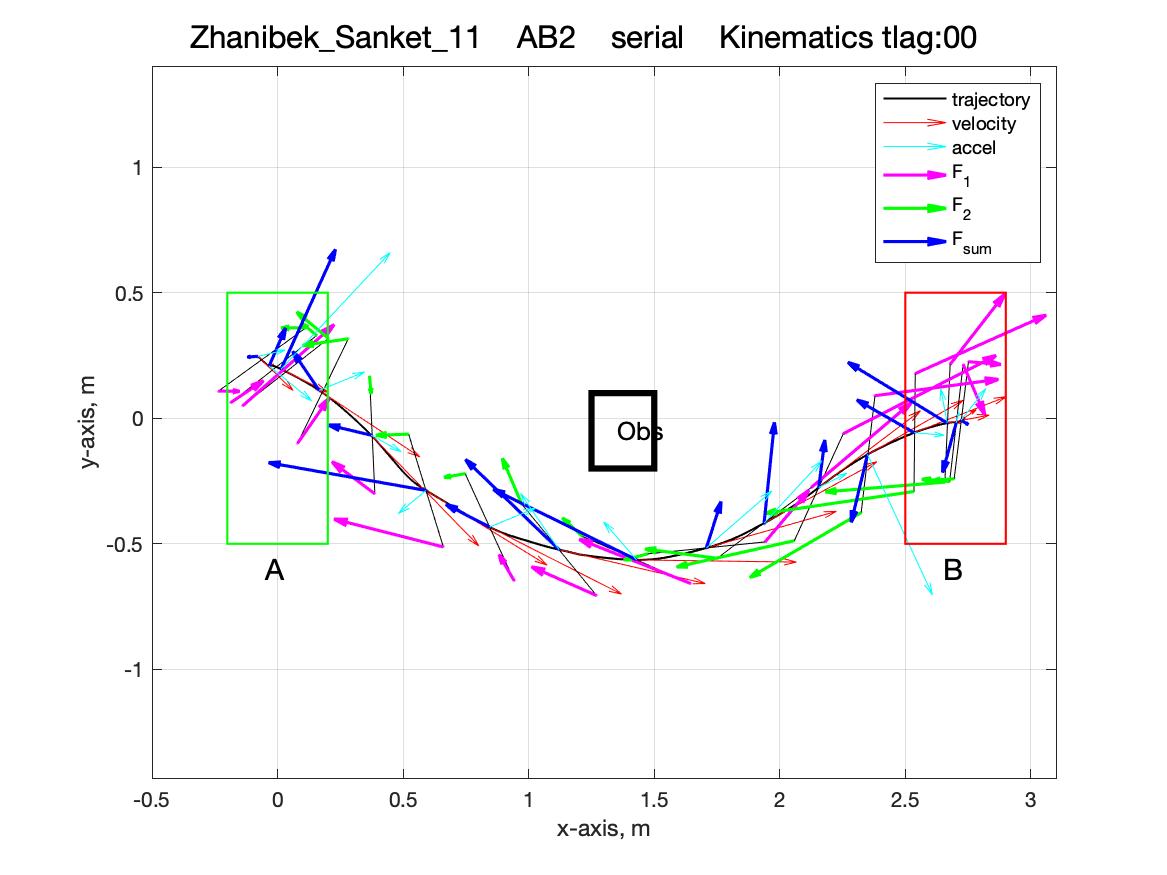 Zhanibek_Sanket_11 AB2 serial Kinematics tlag:00
trajectory
velocity
accel
F1
F2
Fsum
1
0.5
0
-0.5
-1
y-axis, m
Obs
A
B
-0.5 0 0.5 1 1.5 2 2.5 3
x-axis, m